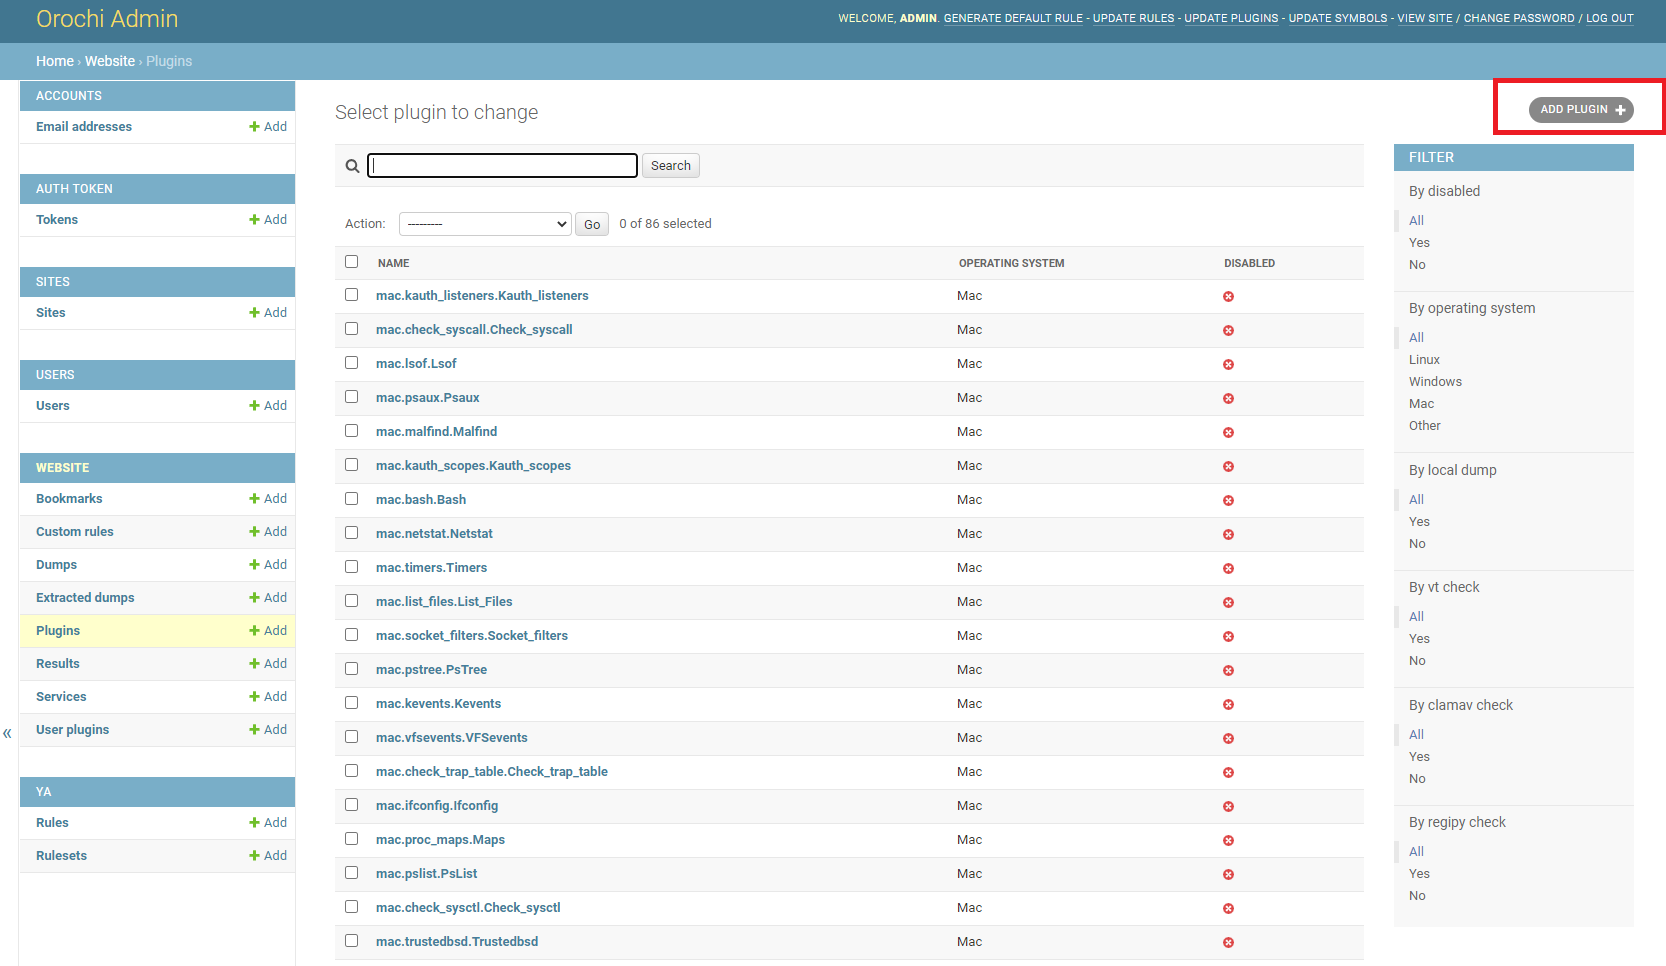 Orochi Admin
WELCOME, ADMIN. GENERATE DEFAULT RULE - UPDATE RULES - UPDATE PLUGINS - UPDATE SYMBOLS - VIEW SITE / CHANGE PASSWORD / LOG OUT
Home › Website › Plugins
ACCOUNTS
Email addresses + Add
AUTH TOKEN
Tokens + Add
SITES
Sites + Add
USERS
Users + Add
WEBSITE
Bookmarks + Add
Custom rules + Add
Dumps + Add
Extracted dumps + Add
Plugins + Add
Results + Add
Services + Add
User plugins + Add
«
YA
Rules + Add
Rulesets + Add
Select plugin to change
ADD PLUGIN +
Search
Action: --------- Go 0 of 86 selected
NAME OPERATING SYSTEM DISABLED
mac.kauth_listeners.Kauth_listeners Mac
mac.check_syscall.Check_syscall Mac
mac.lsof.Lsof Mac
mac.psaux.Psaux Mac
mac.malfind.Malfind Mac
mac.kauth_scopes.Kauth_scopes Mac
mac.bash.Bash Mac
mac.netstat.Netstat Mac
mac.timers.Timers Mac
mac.list_files.List_Files Mac
mac.socket_filters.Socket_filters Mac
mac.pstree.PsTree Mac
mac.kevents.Kevents Mac
mac.vfsevents.VFSevents Mac
mac.check_trap_table.Check_trap_table Mac
mac.ifconfig.Ifconfig Mac
mac.proc_maps.Maps Mac
mac.pslist.PsList Mac
mac.check_sysctl.Check_sysctl Mac
mac.trustedbsd.Trustedbsd Mac
FILTER
By disabled
All
Yes
No
By operating system
All
Linux
Windows
Mac
Other
By local dump
All
Yes
No
By vt check
All
Yes
No
By clamav check
All
Yes
No
By regipy check
All
Yes
No